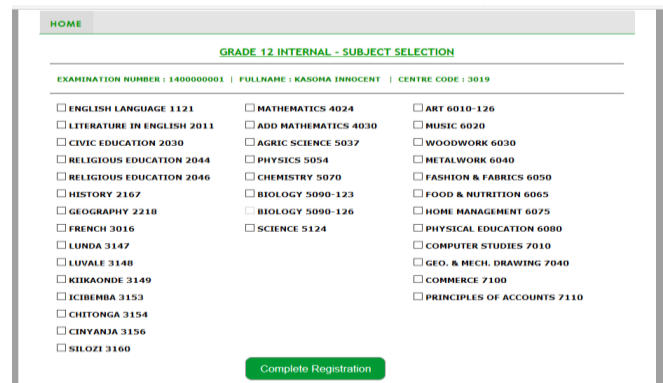 HOME
GRADE 12 INTERNAL - SUBJECT SELECTION
EXAMINATION NUMBER : 1400000001 | FULLNAME : KASOMA INNOCENT | CENTRE CODE : 3019
ENGLISH LANGUAGE 1121
LITERATURE IN ENGLISH 2011
CIVIC EDUCATION 2030
RELIGIOUS EDUCATION 2044
RELIGIOUS EDUCATION 2046
HISTORY 2167
GEOGRAPHY 2218
FRENCH 3016
LUNDA 3147
LUVALE 3148
KIIKAONDE 3149
ICIBEMBA 3153
CHITONGA 3154
CINYANJA 3156
SILOZI 3160
MATHEMATICS 4024
ADD MATHEMATICS 4030
AGRIC SCIENCE 5037
PHYSICS 5054
CHEMISTRY 5070
BIOLOGY 5090-123
BIOLOGY 5090-126
SCIENCE 5124
ART 6010-126
MUSIC 6020
WOODWORK 6030
METALWORK 6040
FASHION & FABRICS 6050
FOOD & NUTRITION 6065
HOME MANAGEMENT 6075
PHYSICAL EDUCATION 6080
COMPUTER STUDIES 7010
GEO. & MECH. DRAWING 7040
COMMERCE 7100
PRINCIPLES OF ACCOUNTS 7110
Complete Registration